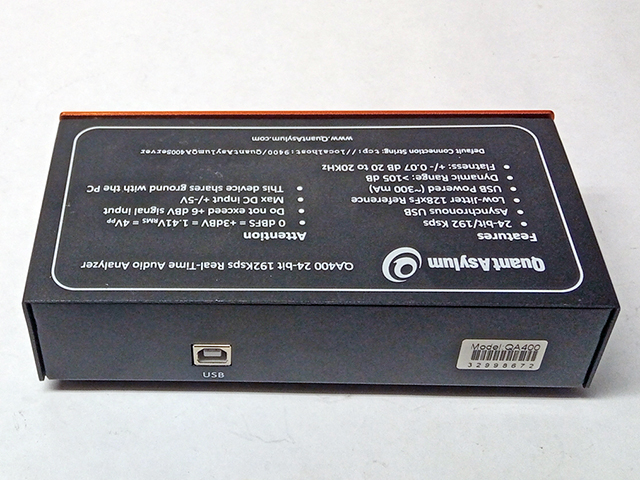 QuantAsylum
QA400 24-bit 192Ksps Real-Time Audio Analyzer
Features
• 24-bit/192 Ksps
• Asynchronous USB
• Low-Jitter 128xFs Reference
• USB Powered (~300 mA)
• Dynamic Range: >105 dB
• Flatness: +/- 0.07 dB 20 to 20KHz
Attention
• 0 dBFS = +3dBV = 1.41VRMS = 4VPP
• Do not exceed +6 dBV signal input
• Max DC input +/-5V
• This device shares ground with the PC
Default Connection String: tcp://localhost:9400/QuantAsylumQA400Server
www.QuantAsylum.com
USB
Model QA400
32998672